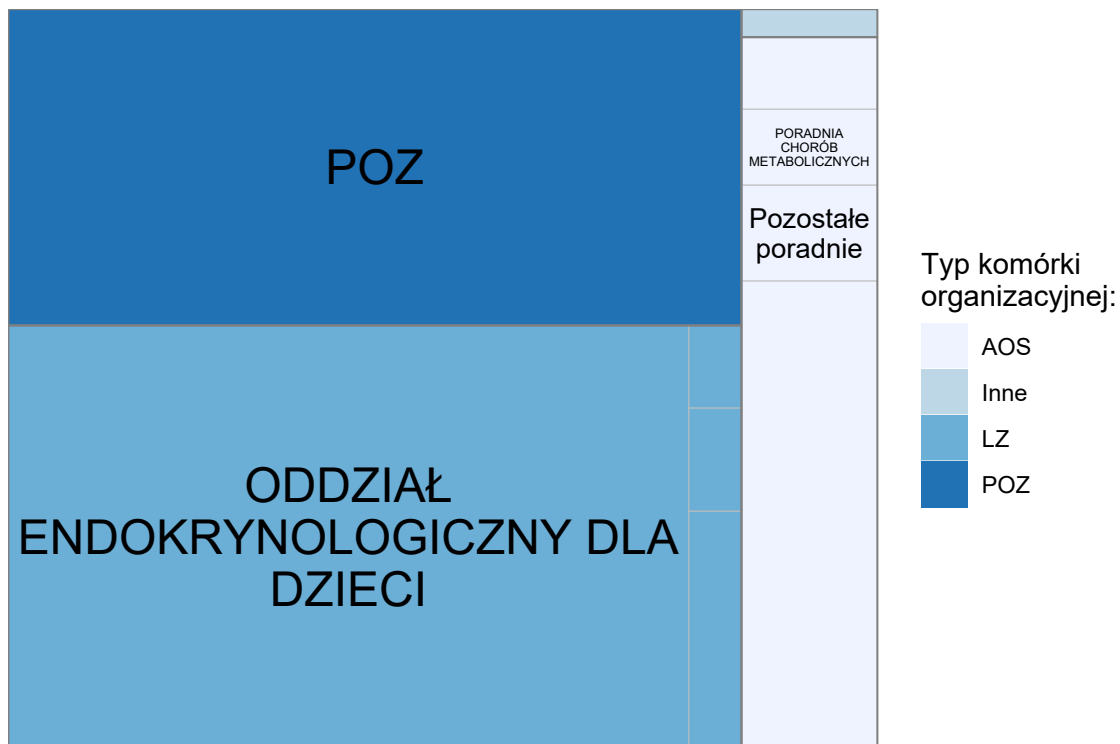 POZ
PORADNIA
CHORÓB
METABOLICZNYCH
Pozostałe
poradnie
ODDZIAŁ
ENDOKRYNOLOGICZNY DLA
DZIECI
Typ komórki
organizacyjnej:
AOS
Inne
LZ
POZ